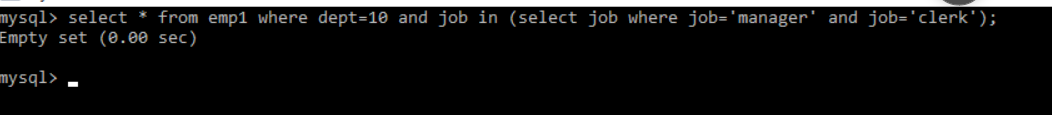 mysql> select * from emp1 where dept=10 and job in (select job where job='manager' and job='clerk');
Empty set (0.00 sec)
mysql>